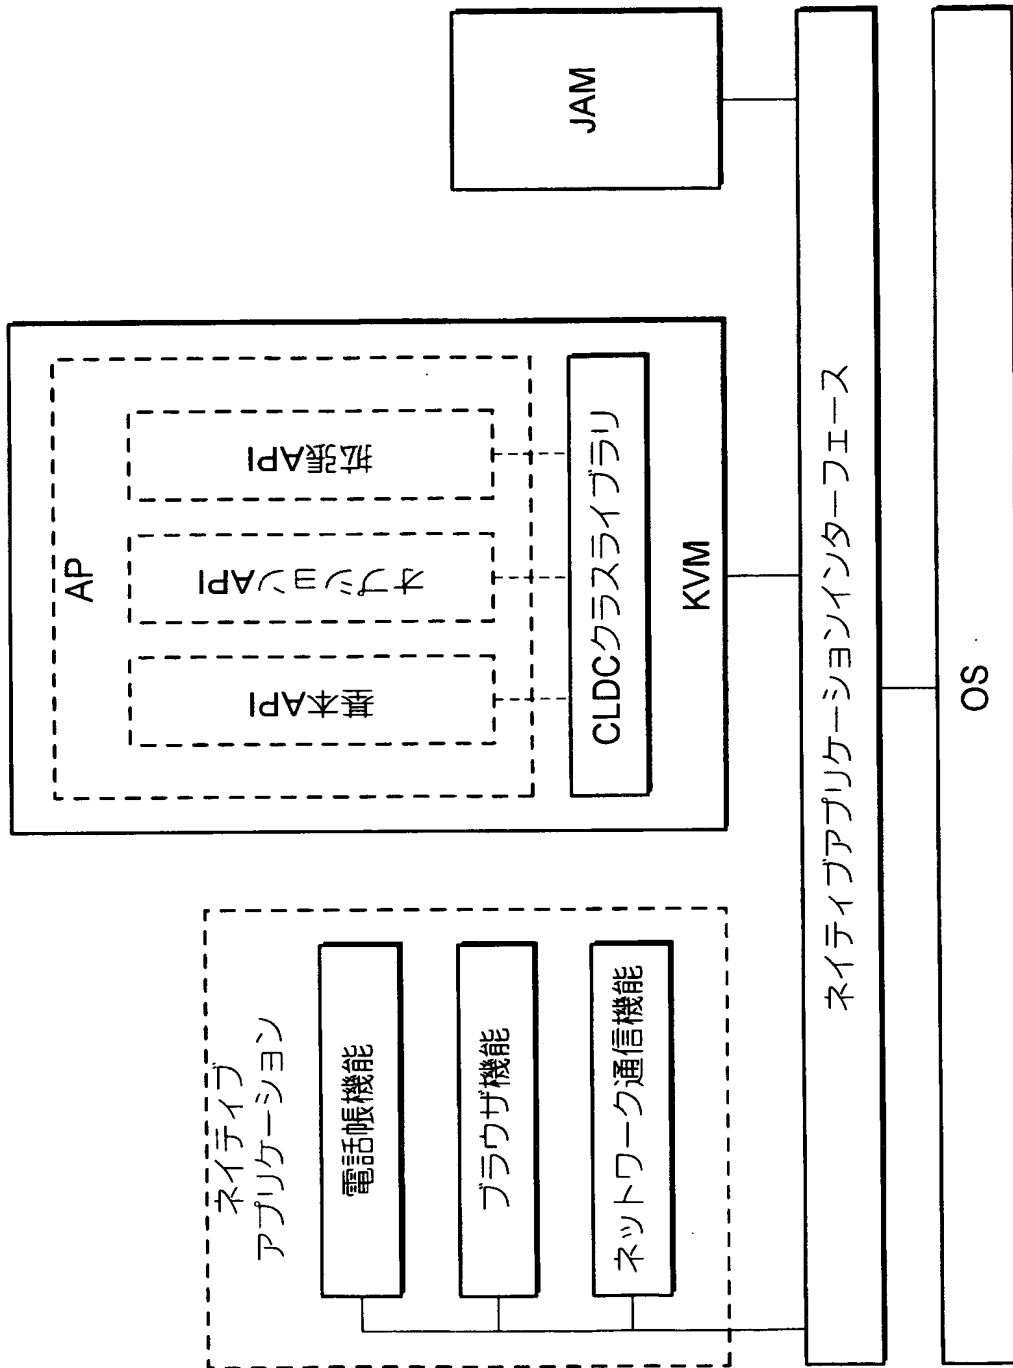 ネイティブ
アプリケーション
電話帳機能
ブラウザ機能
ネットワーク通信機能
AP
基本API
オプションAPI
拡張API
CLDCクラスライブラリ
KVM
JAM
ネイティブアプリケーションインターフェース
OS